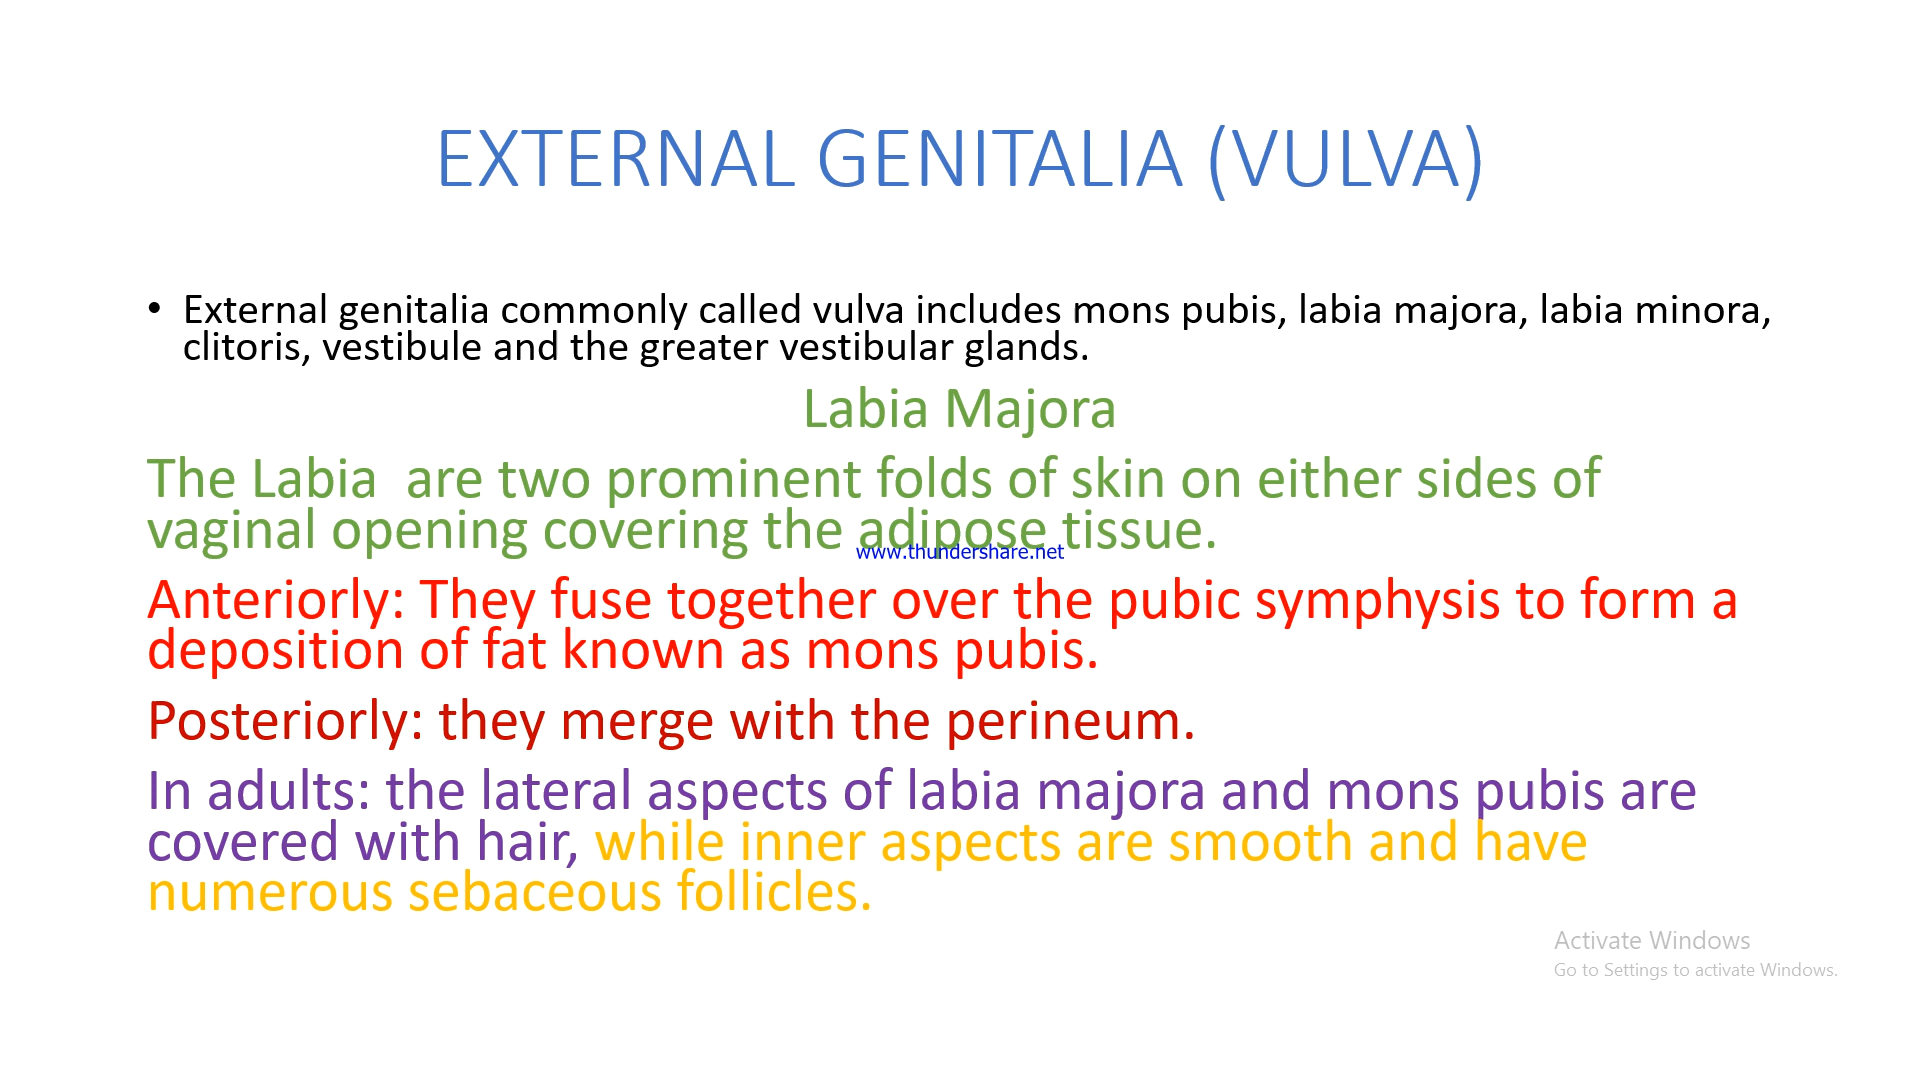 EXTERNAL GENITALIA (VULVA)
• External genitalia commonly called vulva includes mons pubis, labia majora, labia minora,
clitoris, vestibule and the greater vestibular glands.
Labia Majora
The Labia  are two prominent folds of skin on either sides of
vaginal opening covering the adipose tissue.
www.thundershare.net
Anteriorly: They fuse together over the pubic symphysis to form a
deposition of fat known as mons pubis.
Posteriorly: they merge with the perineum.
In adults: the lateral aspects of labia majora and mons pubis are
covered with hair, while inner aspects are smooth and have
numerous sebaceous follicles.
Activate Windows
Go to Settings to activate Windows.